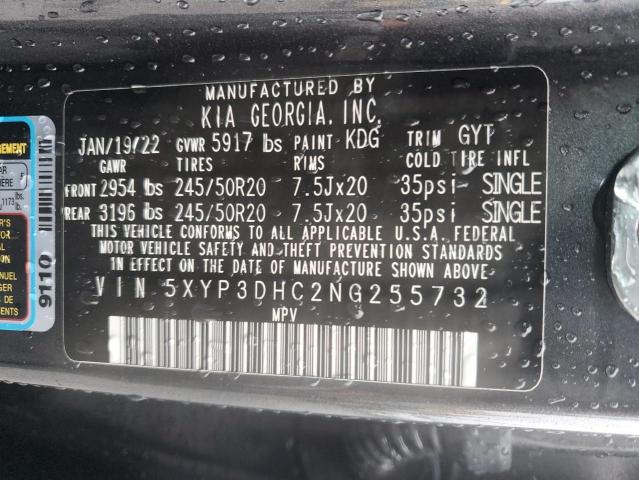 MANUFACTURED BY
KIA GEORGIA, INC.
JAN/19/22 GVWR 5917 lbs PAINT KDG TRIM GYT
GAWR TIRES RIMS COLD TIRE INFL
FRONT 2954 lbs 245/50R20 7.5Jx20 35psi SINGLE
REAR 3196 lbs 245/50R20 7.5Jx20 35psi SINGLE
THIS VEHICLE CONFORMS TO ALL APPLICABLE U.S.A. FEDERAL
MOTOR VEHICLE SAFETY AND THEFT PREVENTION STANDARDS
IN EFFECT ON THE DATE OF MANUFACTURE SHOWN ABOVE.
VIN 5XYP3DHC2NG255732
MPV
9110
1173 lbs.